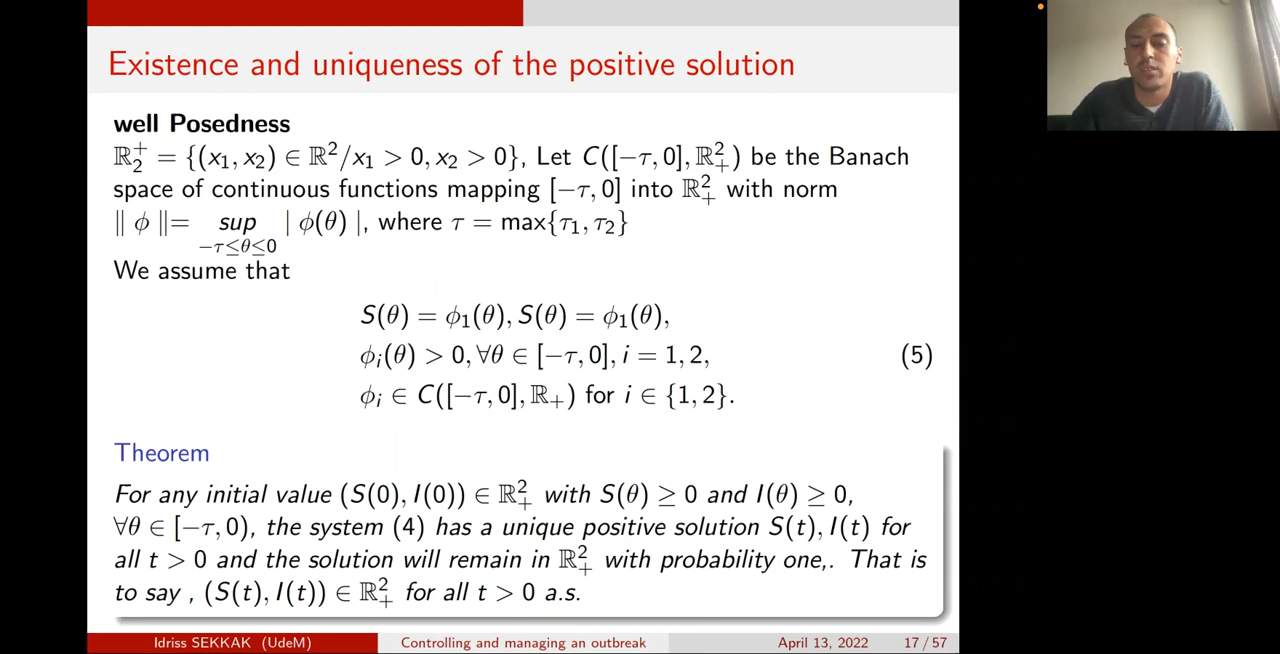 Existence and uniqueness of the positive solution
well Posedness
ℝ₂⁺ = {(x₁, x₂) ∈ ℝ²/x₁ > 0, x₂ > 0}, Let C([−τ, 0], ℝ²₊) be the Banach
space of continuous functions mapping [−τ, 0] into ℝ²₊ with norm
‖ ϕ ‖= sup | ϕ(θ) |, where τ = max{τ₁, τ₂}
−τ≤θ≤0
We assume that
S(θ) = ϕ₁(θ), S(θ) = ϕ₁(θ),
ϕᵢ(θ) > 0, ∀θ ∈ [−τ, 0], i = 1, 2,
(5)
ϕᵢ ∈ C([−τ, 0], ℝ₊) for i ∈ {1, 2}.
Theorem
For any initial value (S(0), I(0)) ∈ ℝ²₊ with S(θ) ≥ 0 and I(θ) ≥ 0,
∀θ ∈ [−τ, 0), the system (4) has a unique positive solution S(t), I(t) for
all t > 0 and the solution will remain in ℝ²₊ with probability one,. That is
to say , (S(t), I(t)) ∈ ℝ²₊ for all t > 0 a.s.
Idriss SEKKAK (UdeM) Controlling and managing an outbreak April 13, 2022 17 / 57